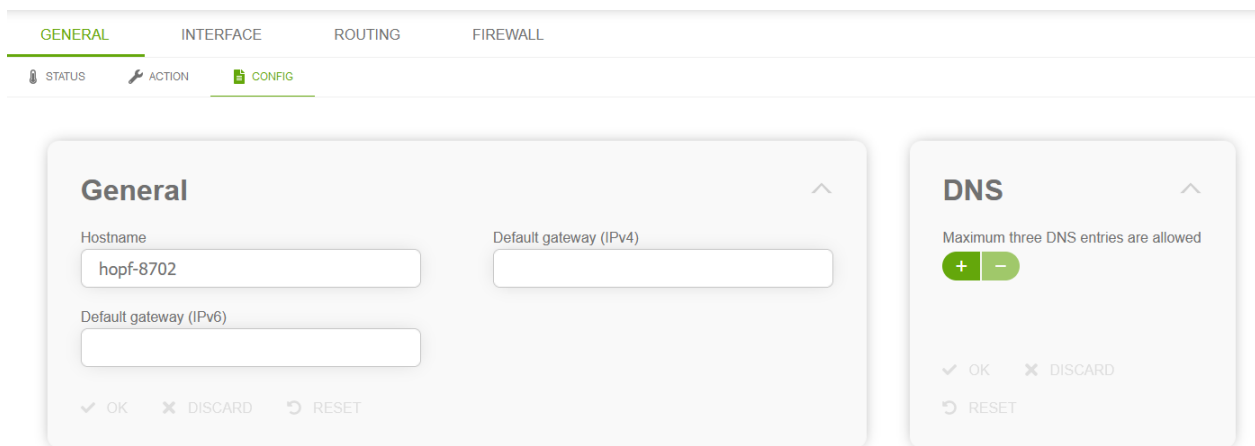 GENERAL INTERFACE ROUTING FIREWALL
STATUS ACTION CONFIG
General
Hostname
hopf-8702
Default gateway (IPv4)
Default gateway (IPv6)
OK DISCARD RESET
DNS
Maximum three DNS entries are allowed
+ −
OK DISCARD
RESET